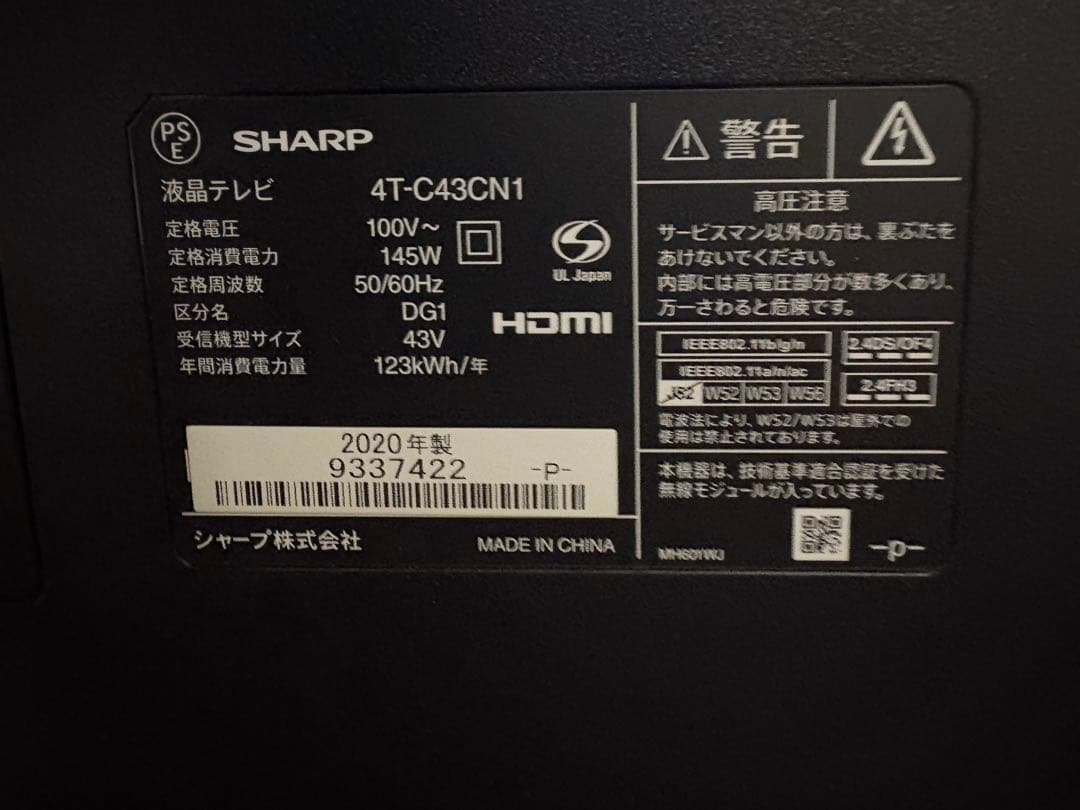 PS
E
SHARP
液晶テレビ 4T-C43CN1
定格電圧 100V~
定格消費電力 145W
定格周波数 50/60Hz
区分名 DG1
受信機型サイズ 43V
年間消費電力量 123kWh/年
UL Japan
HDMI
2020年製
9337422 -P-
シャープ株式会社 MADE IN CHINA
警告
高圧注意
サービスマン以外の方は、裏ぶたを
あけないでください。
内部には高電圧部分が数多くあり、
万一さわると危険です。
IEEE802.11b/g/n
IEEE802.11a/n/ac
J52 W52 W53 W56
2.4DS/OF4
2.4FH3
電波法により、W52/W53は屋外での
使用は禁止されております。
本機器は、技術基準適合認証を受けた
無線モジュールが入っています。
MH601WJ -p-